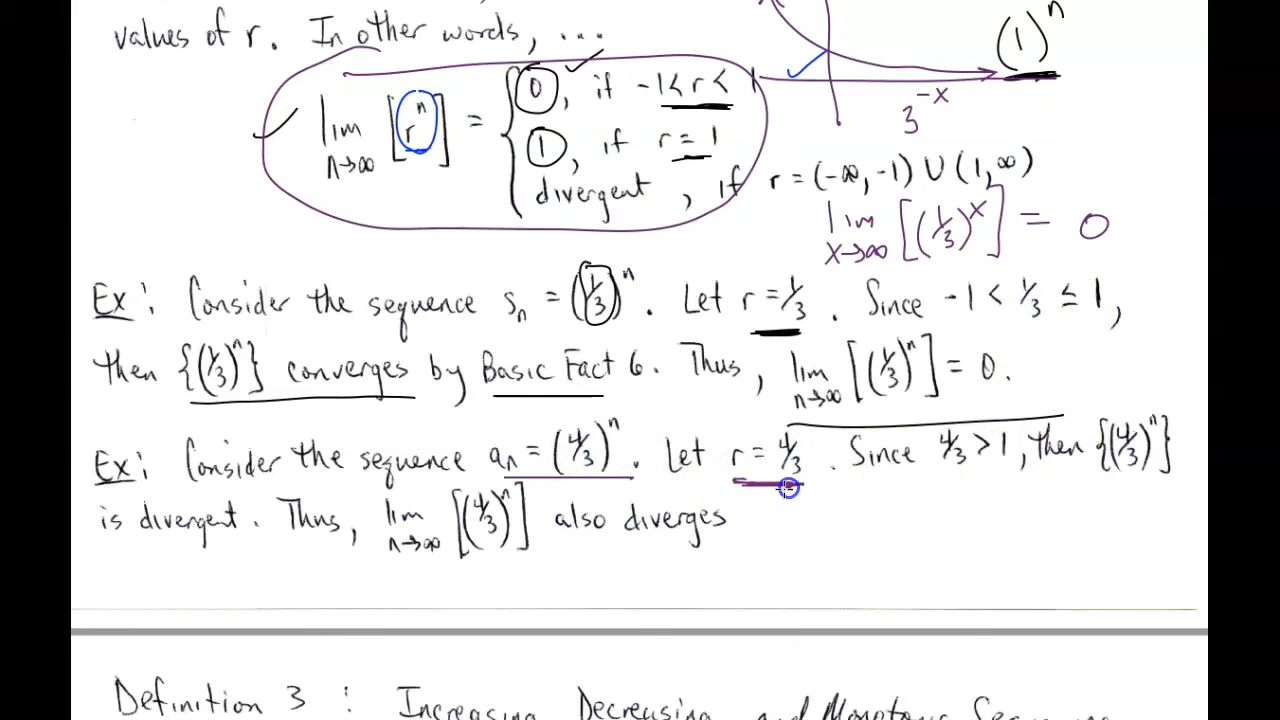 values of r. In other words, ...
(1)^n
lim n→∞ [r^n] = { 0, if -1 < r < 1
1, if r = 1
divergent, if r = (-∞, -1) ∪ (1, ∞)
3^-x
lim x→∞ [(1/3)^x] = 0
Ex: Consider the sequence s_n = (1/3)^n. Let r = 1/3. Since -1 < 1/3 ≤ 1,
then {(1/3)^n} converges by Basic Fact 6. Thus, lim n→∞ [(1/3)^n] = 0.
Ex: Consider the sequence a_n = (4/3)^n. Let r = 4/3. Since 4/3 > 1, then {(4/3)^n}
is divergent. Thus, lim n→∞ [(4/3)^n] also diverges
Definition 3: Increasing, Decreasing, and Monotonic